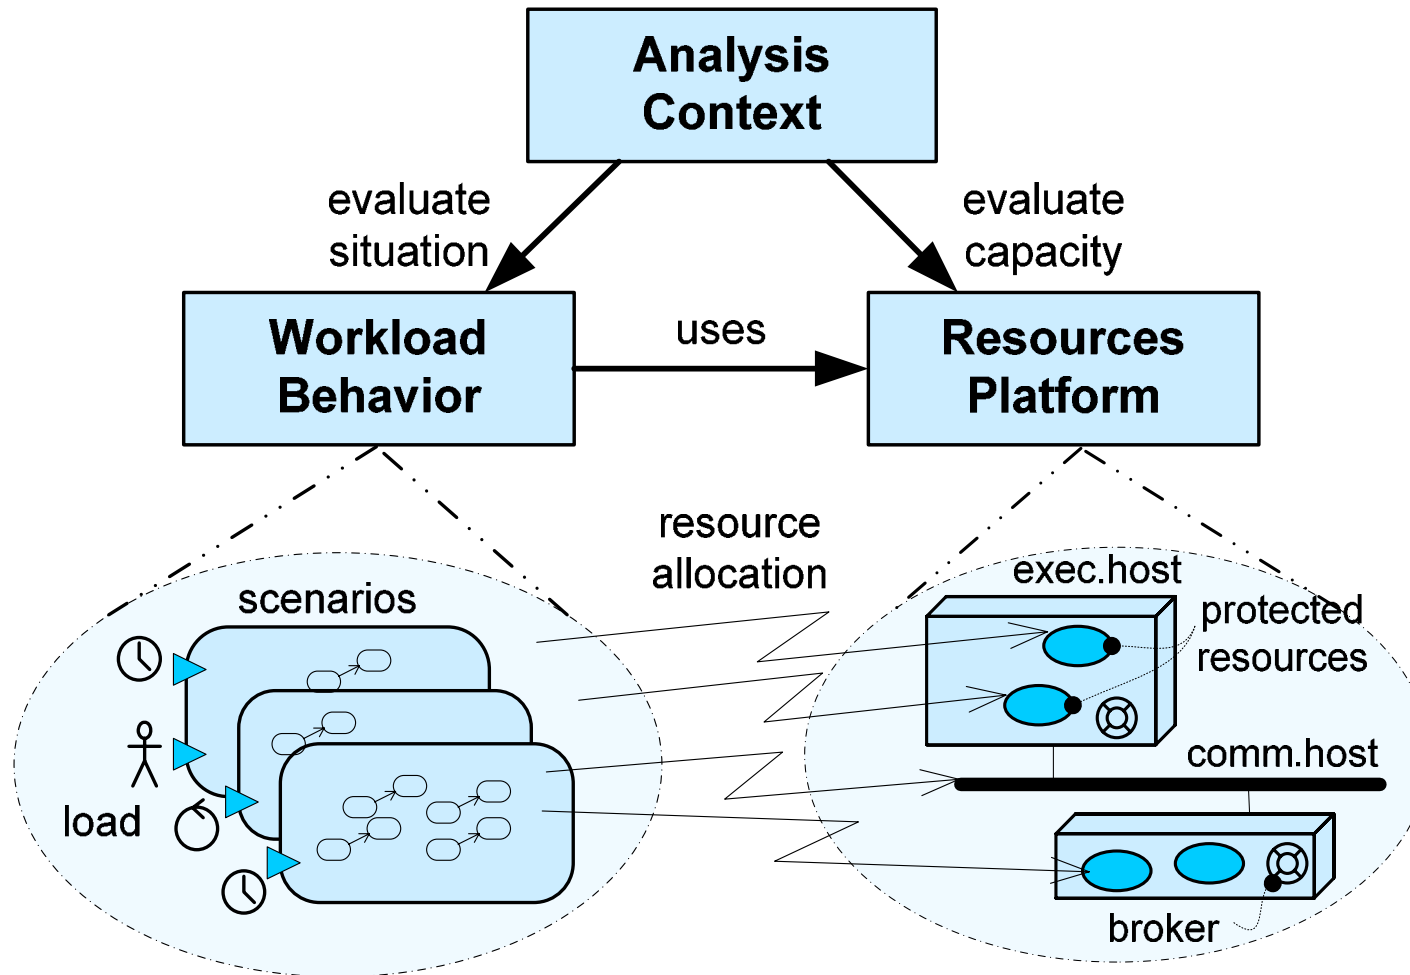 Analysis
Context
evaluate
situation
evaluate
capacity
Workload
Behavior
uses
Resources
Platform
resource
allocation
scenarios
load
exec.host
protected
resources
comm.host
broker